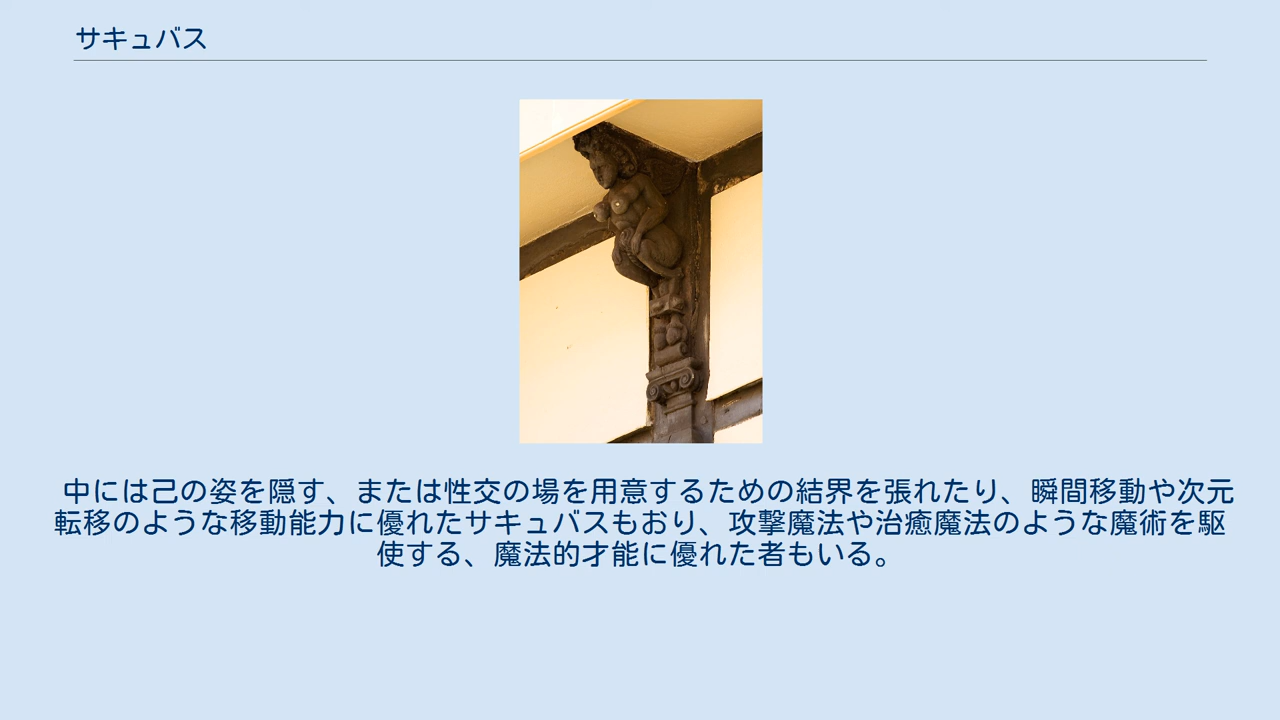 サキュバス
中には己の姿を隠す、または性交の場を用意するための結界を張れたり、瞬間移動や次元
転移のような移動能力に優れたサキュバスもおり、攻撃魔法や治癒魔法のような魔術を駆
使する、魔法的才能に優れた者もいる。